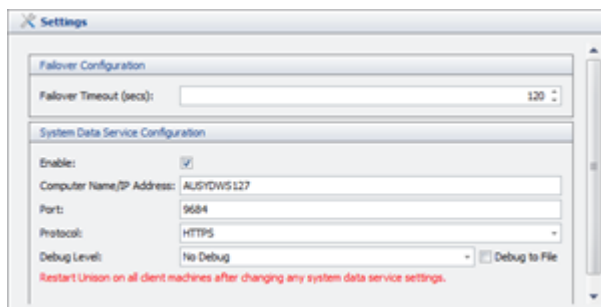 Settings
Failover Configuration
Failover Timeout (secs): 120
System Data Service Configuration
Enable:
Computer Name/IP Address: AUSYDWS127
Port: 9684
Protocol: HTTPS
Debug Level: No Debug Debug to File
Restart Unison on all client machines after changing any system data service settings.